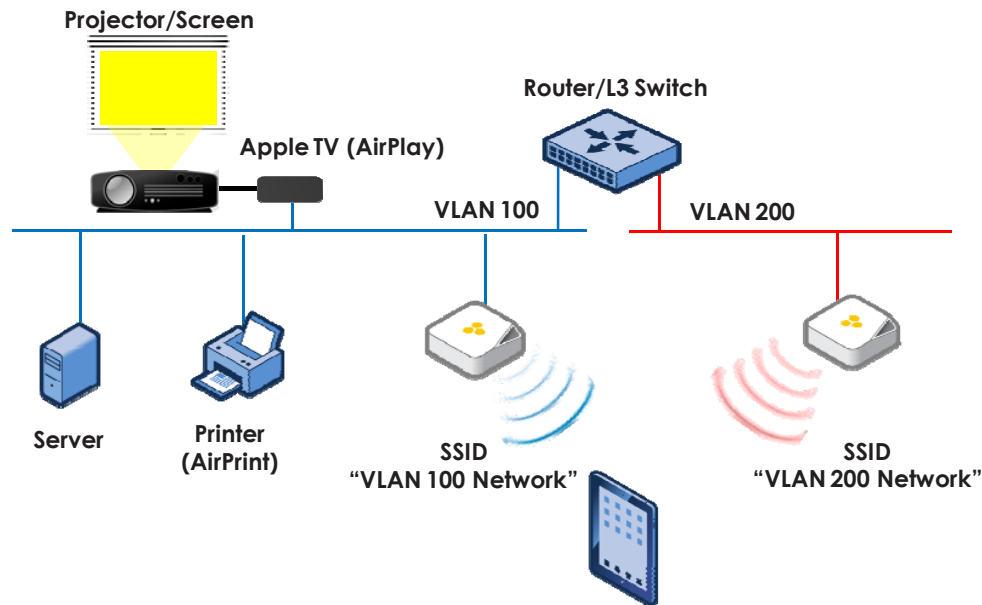 Projector/Screen
Router/L3 Switch
Apple TV (AirPlay)
VLAN 100
VLAN 200
Server
Printer
(AirPrint)
SSID
“VLAN 100 Network”
SSID
“VLAN 200 Network”